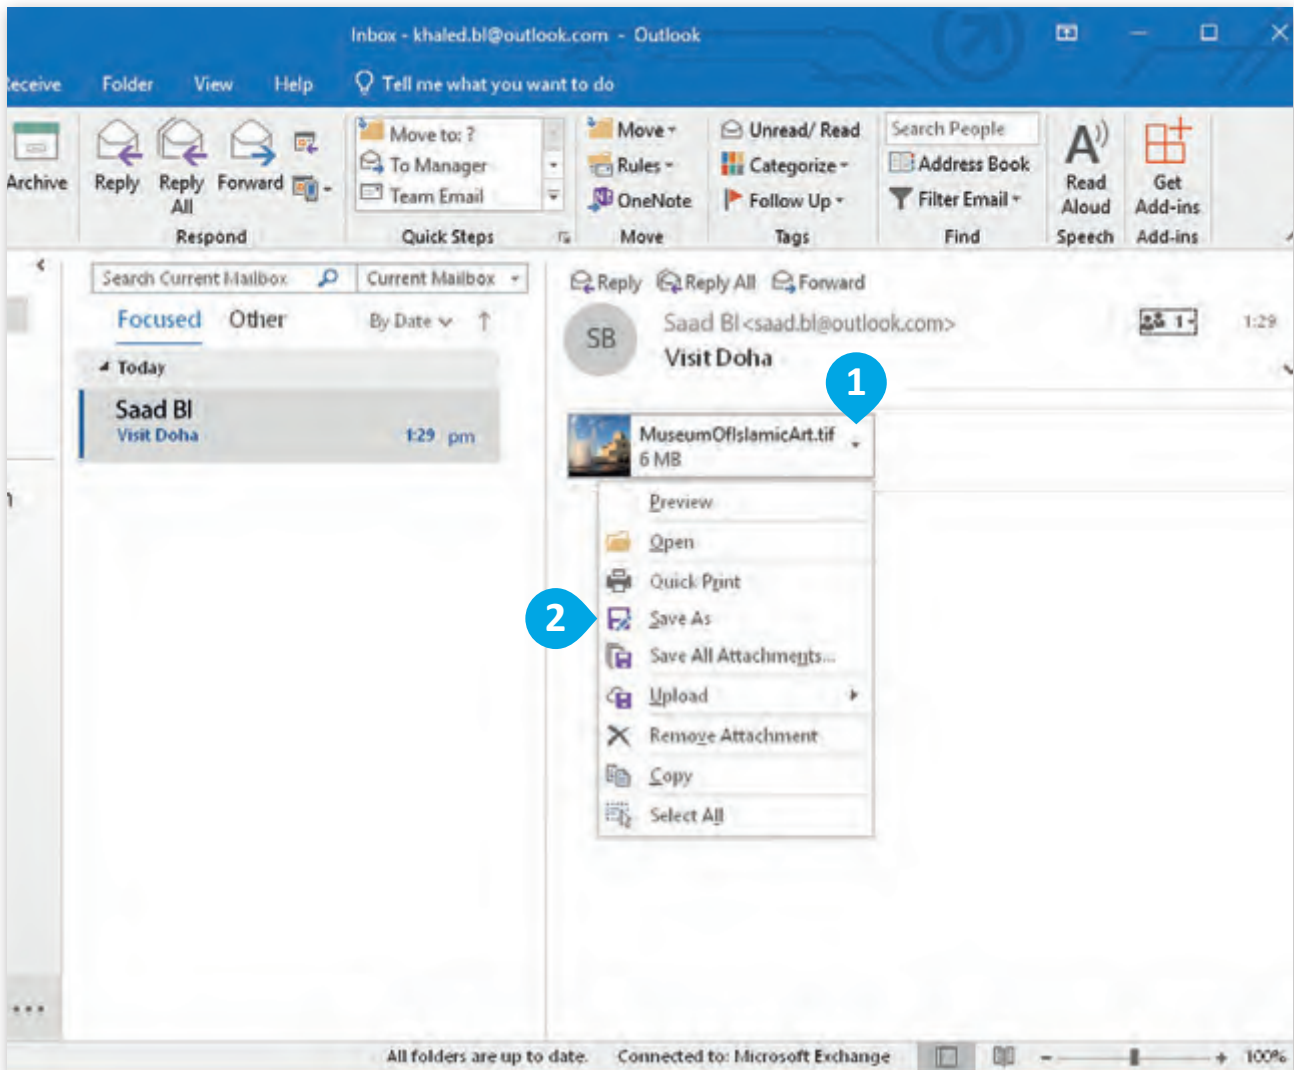 Inbox - khaled.bl@outlook.com - Outlook
Receive Folder View Help Tell me what you want to do
Archive
Reply
Reply All
Forward
Respond
Move to: ?
To Manager
Team Email
Quick Steps
Move
Rules
OneNote
Move
Unread/ Read
Categorize
Follow Up
Tags
Search People
Address Book
Filter Email
Find
A
Read Aloud
Speech
Get Add-ins
Add-ins
Search Current Mailbox Current Mailbox
Focused Other By Date
Today
Saad Bl
Visit Doha 1:29 pm
Reply Reply All Forward
SB
Saad Bl<saad.bl@outlook.com>
1
1:29
Visit Doha
1
MuseumOfIslamicArt.tif
6 MB
Preview
Open
Quick Print
2
Save As
Save All Attachments...
Upload
Remove Attachment
Copy
Select All
All folders are up to date. Connected to: Microsoft Exchange 100%